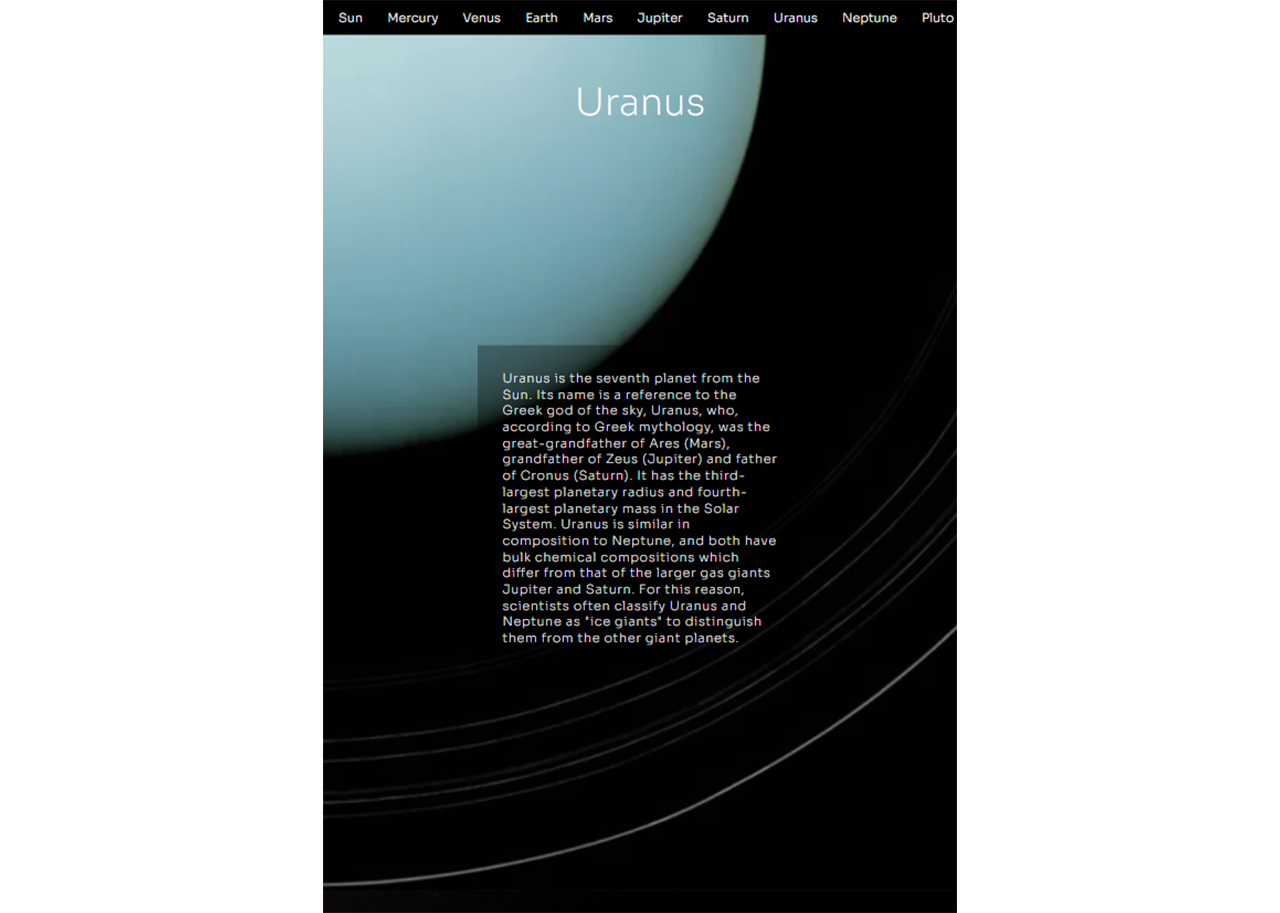 Sun Mercury Venus Earth Mars Jupiter Saturn Uranus Neptune Pluto
Uranus
Uranus is the seventh planet from the
Sun. Its name is a reference to the
Greek god of the sky, Uranus, who,
according to Greek mythology, was the
great-grandfather of Ares (Mars),
grandfather of Zeus (Jupiter) and father
of Cronus (Saturn). It has the third-
largest planetary radius and fourth-
largest planetary mass in the Solar
System. Uranus is similar in
composition to Neptune, and both have
bulk chemical compositions which
differ from that of the larger gas giants
Jupiter and Saturn. For this reason,
scientists often classify Uranus and
Neptune as "ice giants" to distinguish
them from the other giant planets.